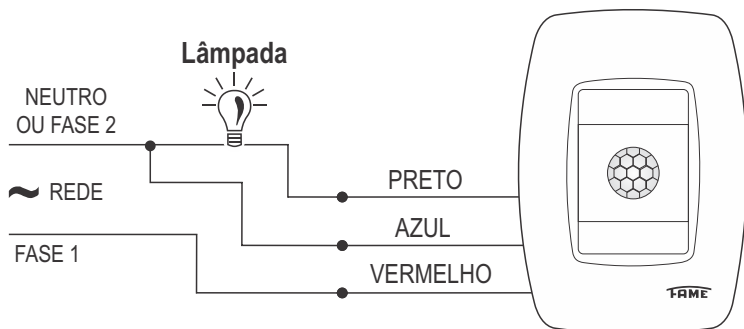 Lâmpada
NEUTRO
OU FASE 2
~ REDE
FASE 1
PRETO
AZUL
VERMELHO
FAME